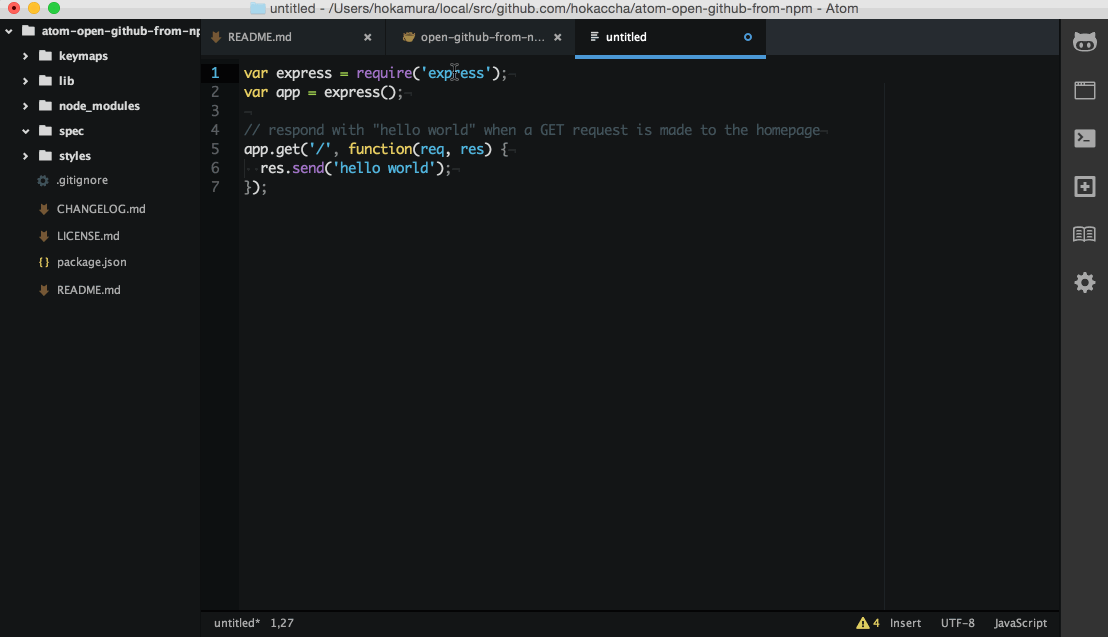 untitled - /Users/hokamura/local/src/github.com/hokaccha/atom-open-github-from-npm - Atom
atom-open-github-from-np
keymaps
lib
node_modules
spec
styles
.gitignore
CHANGELOG.md
LICENSE.md
package.json
README.md
README.md
open-github-from-n...
untitled
1 var express = require('express');
2 var app = express();
3
4 // respond with "hello world" when a GET request is made to the homepage
5 app.get('/', function(req, res) {
6 res.send('hello world');
7 });
untitled* 1,27
4 Insert UTF-8 JavaScript